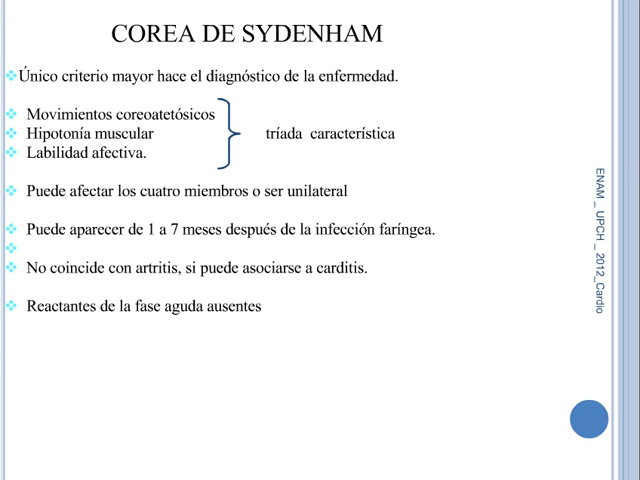 COREA DE SYDENHAM
Único criterio mayor hace el diagnóstico de la enfermedad.
Movimientos coreoatetósicos
Hipotonía muscular
tríada característica
Labilidad afectiva.
Puede afectar los cuatro miembros o ser unilateral
Puede aparecer de 1 a 7 meses después de la infección faríngea.
No coincide con artritis, si puede asociarse a carditis.
Reactantes de la fase aguda ausentes
ENAM _ UPCH _ 2012_Cardio